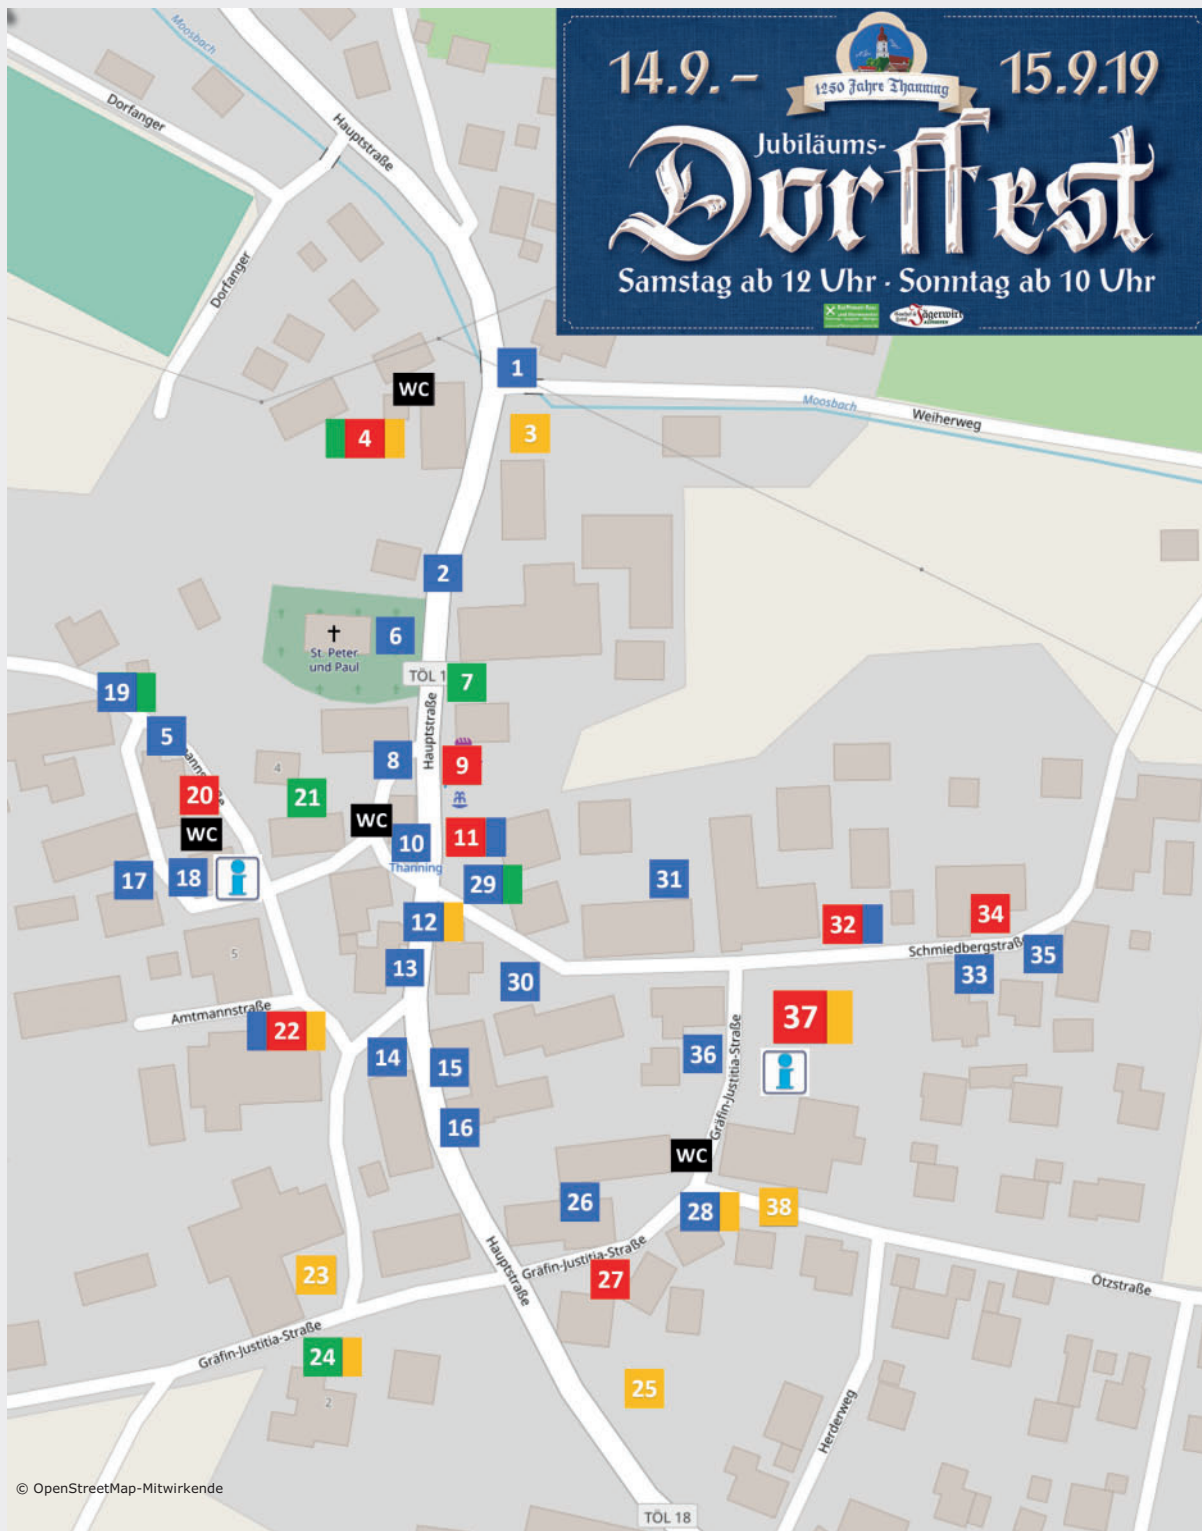 14.9. –
15.9.19
1250 Jahre Thanning
Jubiläums-
Dorffest
Samstag ab 12 Uhr · Sonntag ab 10 Uhr
Jägerwirt
Moosbach
Dorfanger
Hauptstraße
Dorfanger
1
WC
Moosbach
Weiherweg
4
3
2
6
St. Peter
und Paul
TÖL 1
7
19
Hauptstraße
5
8
9
4
20
21
WC
WC
10
11
Thanning
17
18
i
29
31
12
32
34
5
13
Schmiedbergstraß
35
30
33
Amtmannstraße
22
37
14
15
36
i
Gräfin-Justitia-Straße
16
WC
26
28
38
Hauptstraße
Gräfin-Justitia-Straße
23
27
Ötzstraße
Gräfin-Justitia-Straße
24
25
2
Herderweg
© OpenStreetMap-Mitwirkende
TÖL 18